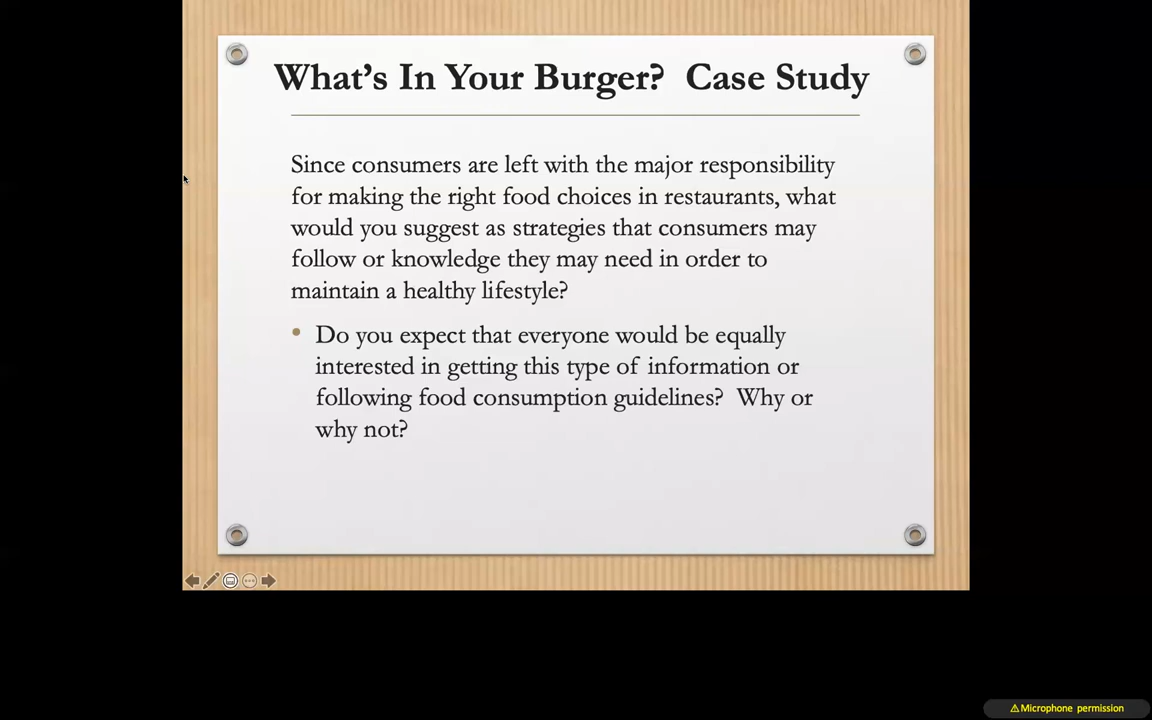 What's In Your Burger?  Case Study
Since consumers are left with the major responsibility
for making the right food choices in restaurants, what
would you suggest as strategies that consumers may
follow or knowledge they may need in order to
maintain a healthy lifestyle?
• Do you expect that everyone would be equally
interested in getting this type of information or
following food consumption guidelines?  Why or
why not?
⚠Microphone permission